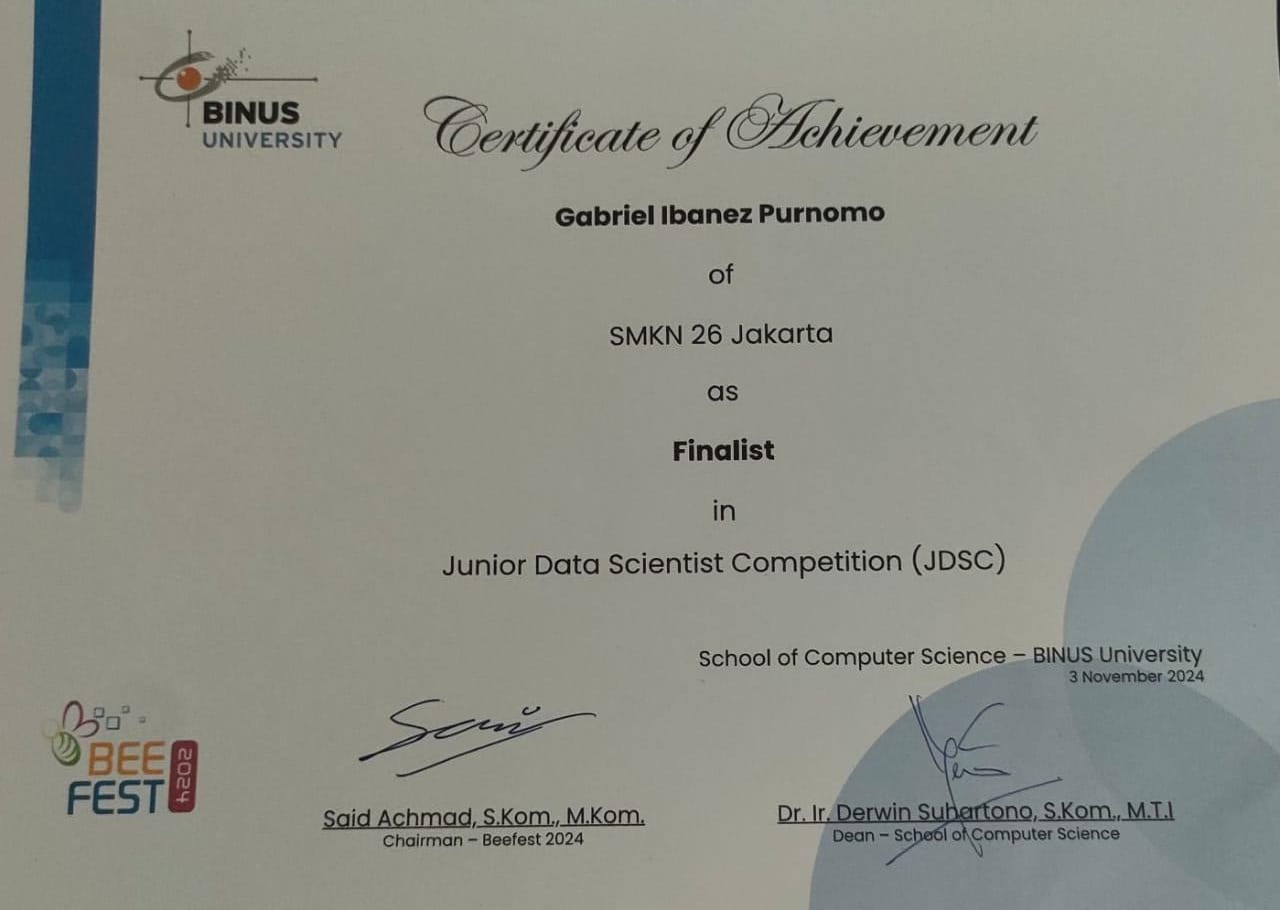 BINUS
UNIVERSITY
Certificate of Achievement
Gabriel Ibanez Purnomo
of
SMKN 26 Jakarta
as
Finalist
in
Junior Data Scientist Competition (JDSC)
School of Computer Science – BINUS University
3 November 2024
BEE
FEST
2024
Said Achmad, S.Kom., M.Kom.
Chairman – Beefest 2024
Dr. Ir. Derwin Suhartono, S.Kom., M.T.I
Dean – School of Computer Science